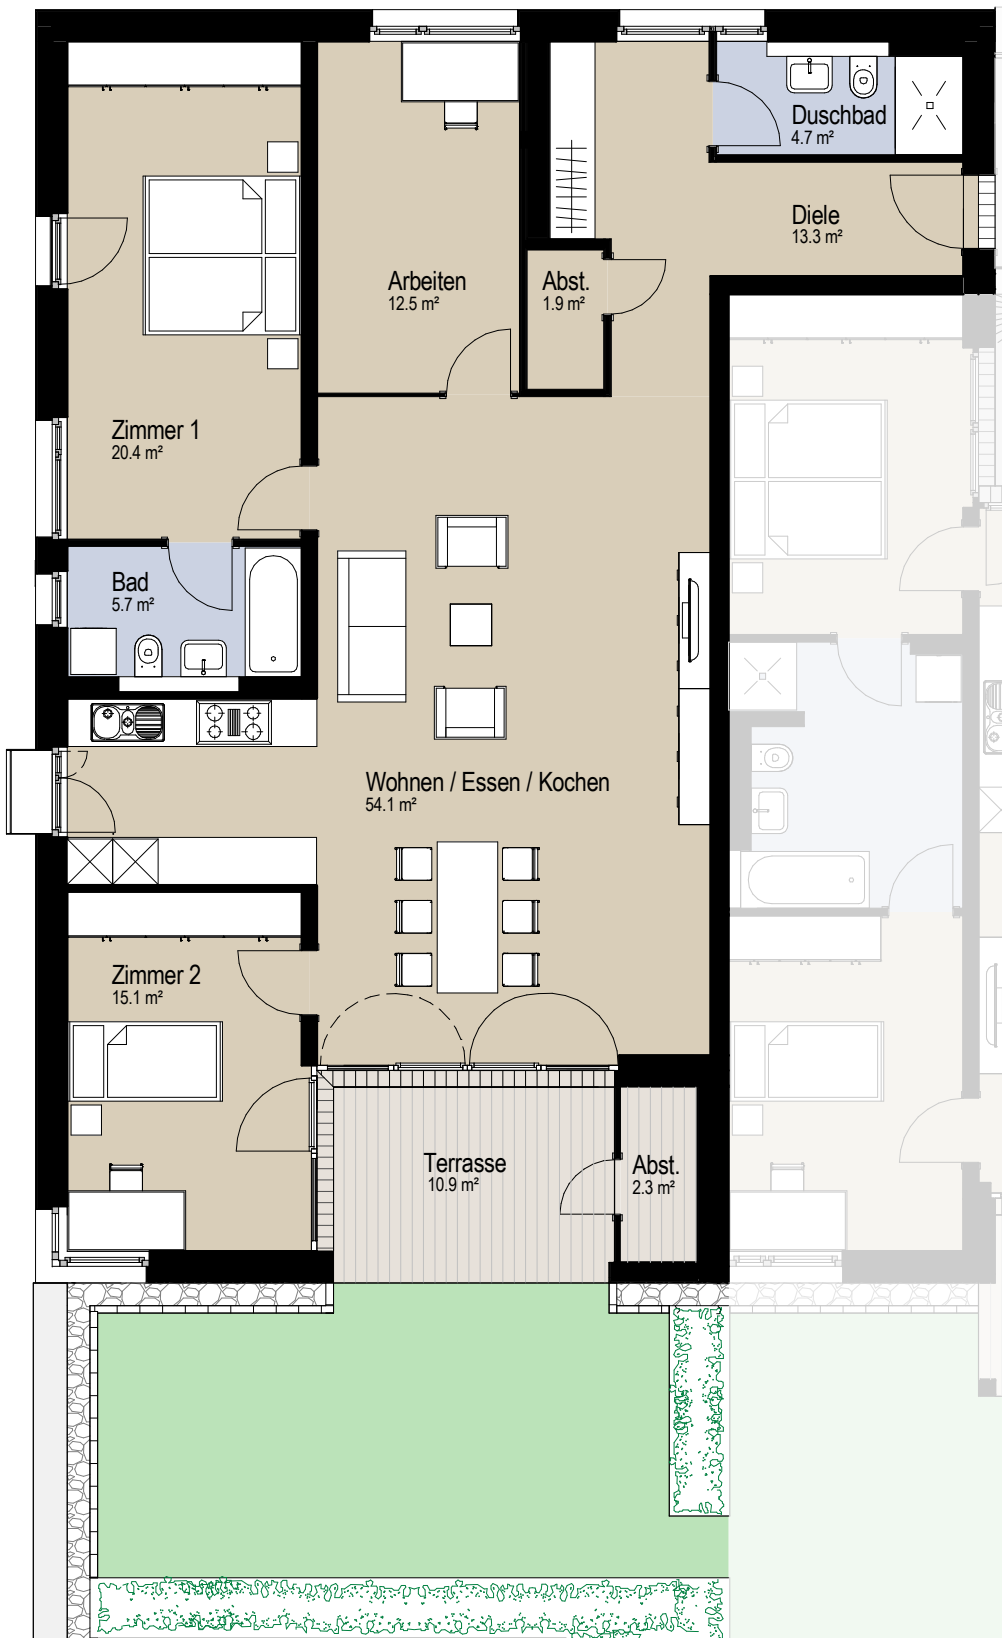 Duschbad
4.7 m²
Diele
13.3 m²
Arbeiten
12.5 m²
Abst.
1.9 m²
Zimmer 1
20.4 m²
Bad
5.7 m²
Wohnen / Essen / Kochen
54.1 m²
Zimmer 2
15.1 m²
Terrasse
10.9 m²
Abst.
2.3 m²